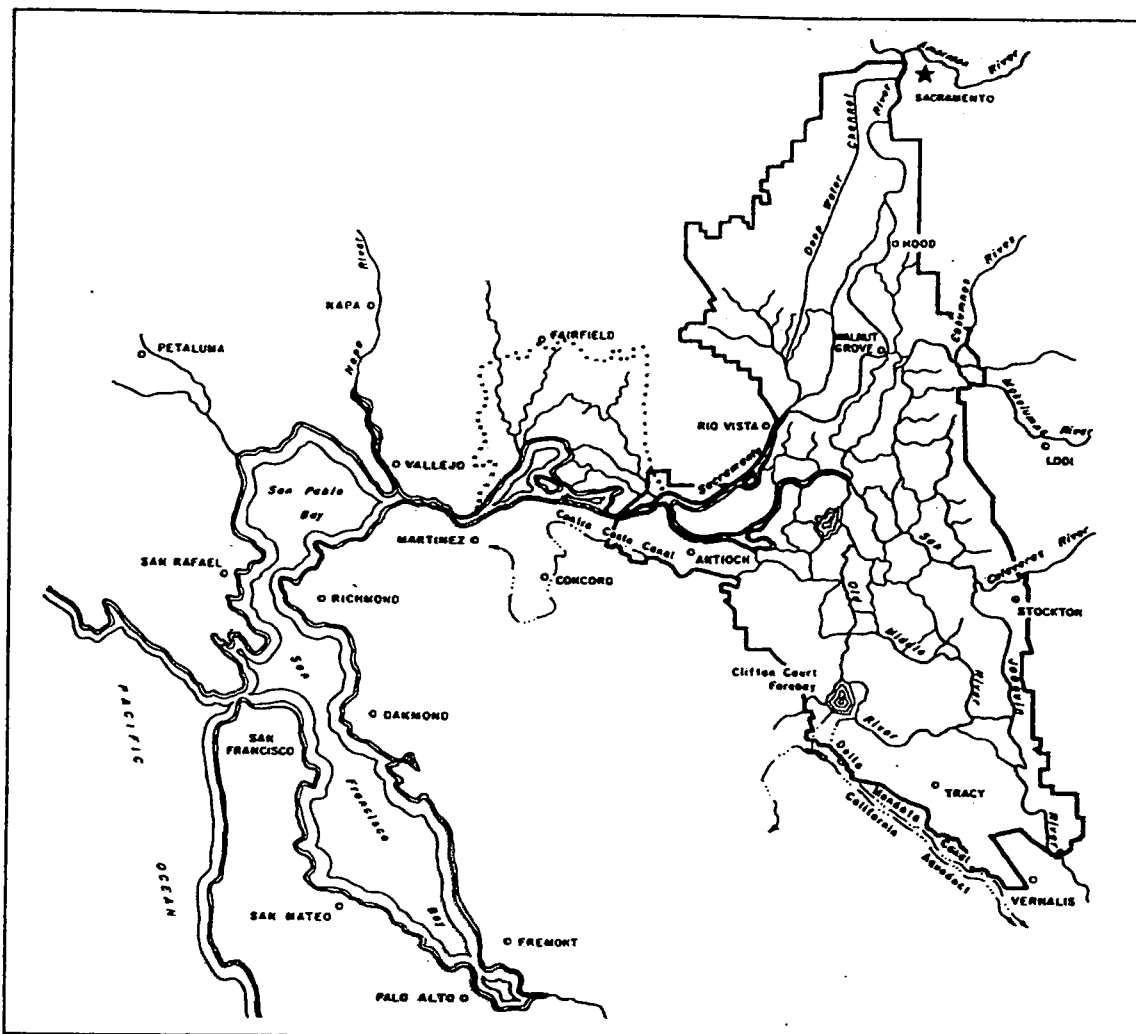 American River
SACRAMENTO
River
Deep Water Channel
HOOD
Cosumnes River
NAPA
Napa River
PETALUMA
FAIRFIELD
WALNUT
GROVE
Mokelumne River
LODI
RIO VISTA
Sacramento
VALLEJO
San Pablo
Bay
MARTINEZ
Contra Costa Canal
ANTIOCH
CONCORD
SAN RAFAEL
RICHMOND
Calaveras River
STOCKTON
San
Joaquin
River
Old
River
Middle
River
Clifton Court
Forebay
PACIFIC
OCEAN
SAN
FRANCISCO
OAKMOND
San
Francisco
Bay
Delta
Mendota
Canal
California
Aqueduct
TRACY
VERNALIS
SAN MATEO
FREMONT
PALO ALTO